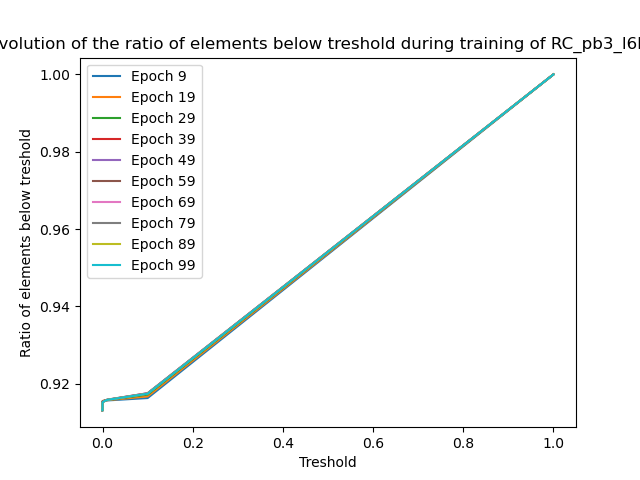 volution of the ratio of elements below treshold during training of RC_pb3_l6l
1.00
0.98
0.96
0.94
0.92
Ratio of elements below treshold
Epoch 9
Epoch 19
Epoch 29
Epoch 39
Epoch 49
Epoch 59
Epoch 69
Epoch 79
Epoch 89
Epoch 99
0.0 0.2 0.4 0.6 0.8 1.0
Treshold